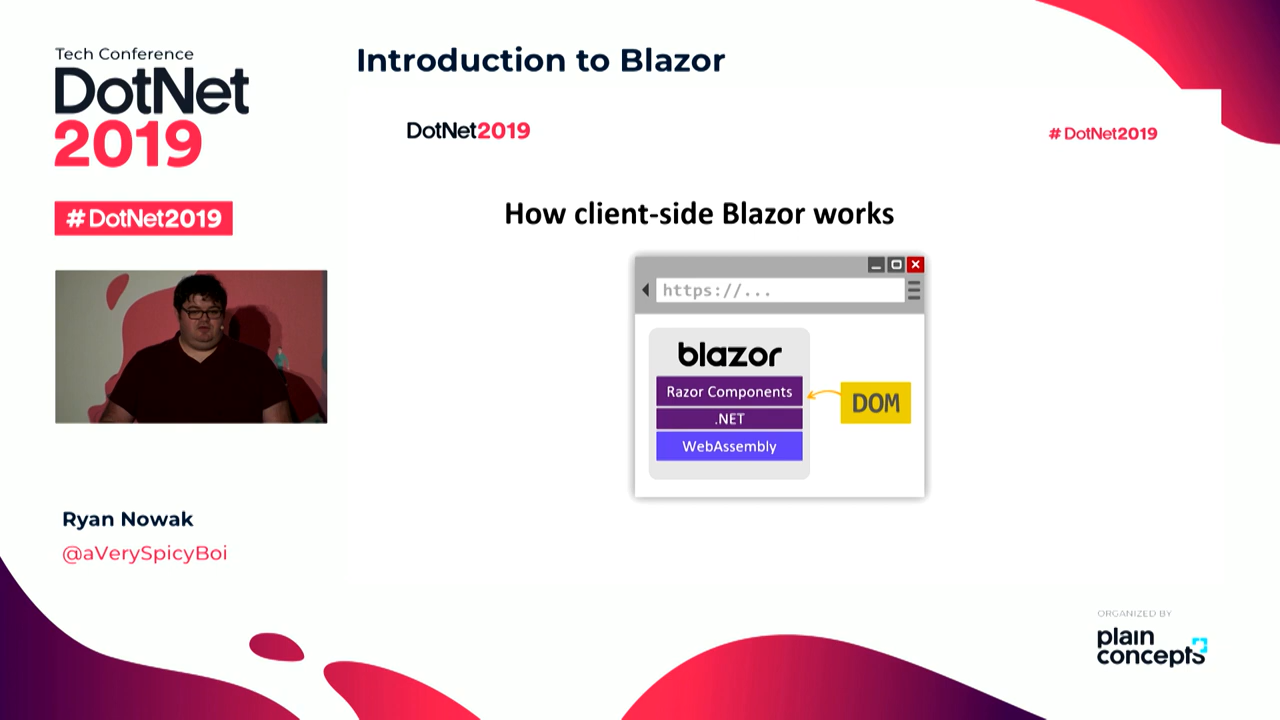 Tech Conference
DotNet
2019
#DotNet2019
Ryan Nowak
@aVerySpicyBoi
Introduction to Blazor
DotNet2019
#DotNet2019
How client-side Blazor works
https://...
blazor
Razor Components
.NET
WebAssembly
DOM
ORGANIZED BY
plain
concepts